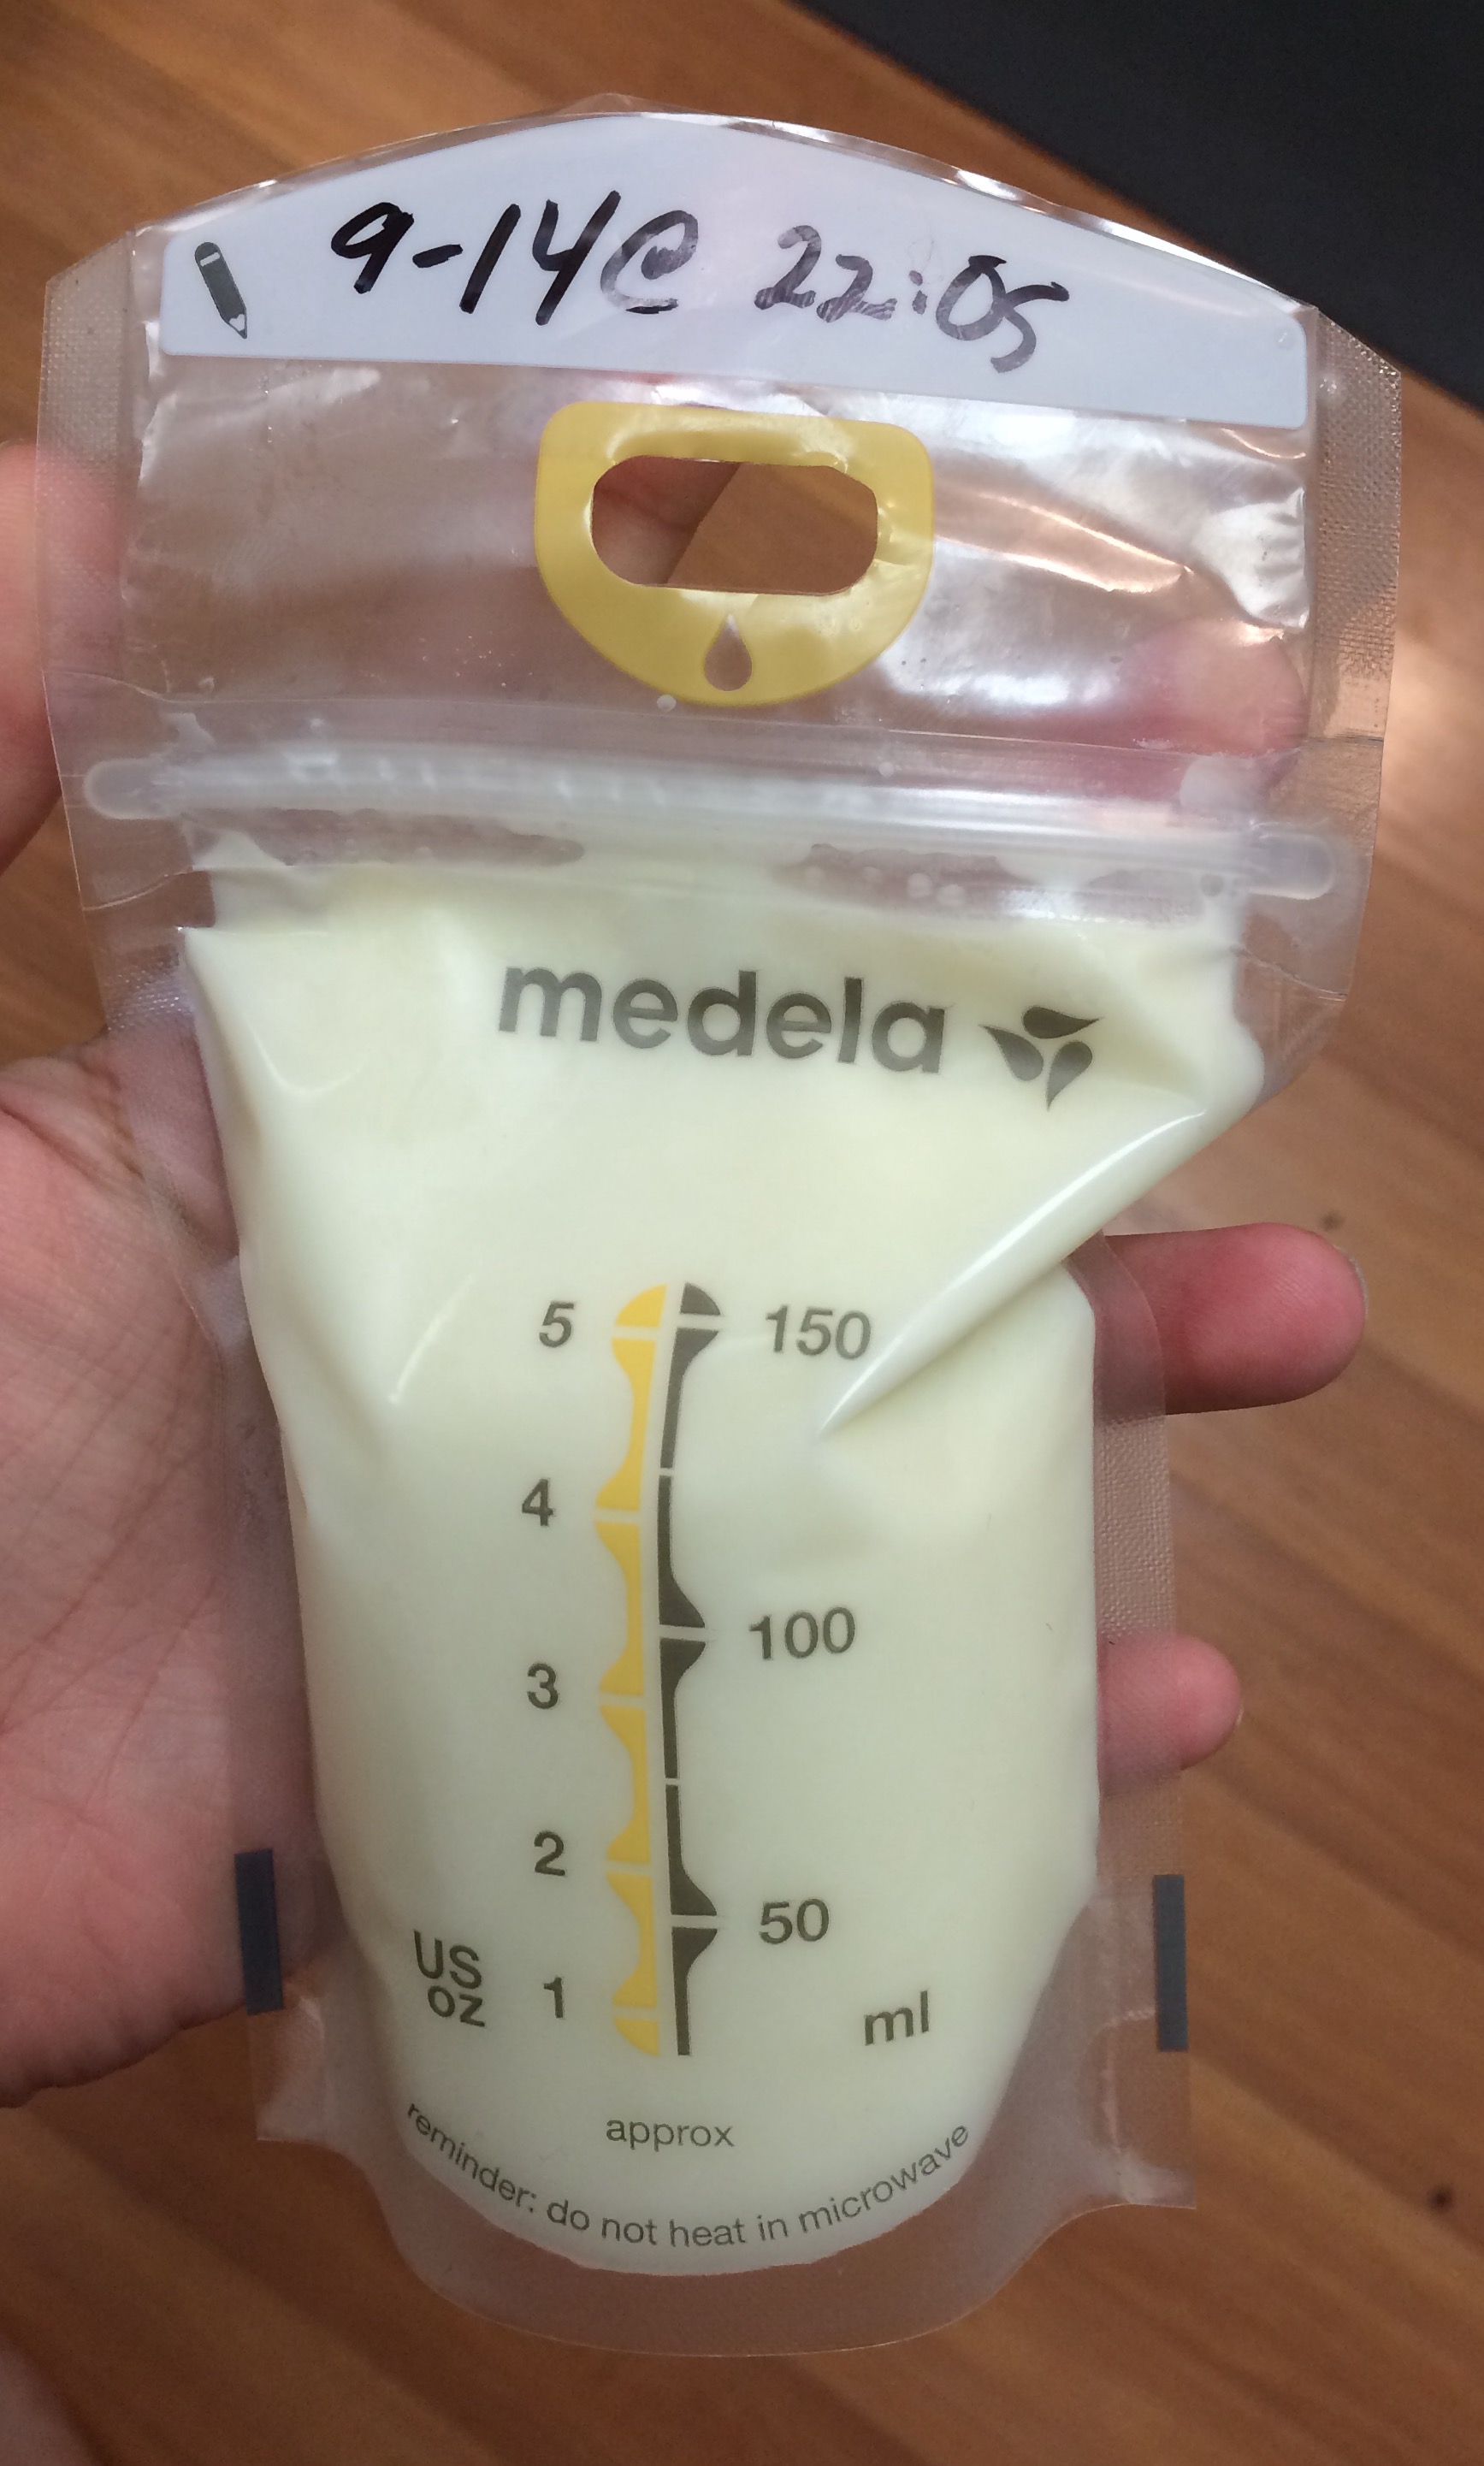 9-14@ 22:05
medela
5 150
4
100
3
2
50
US
oz
1
ml
approx
reminder: do not heat in microwave